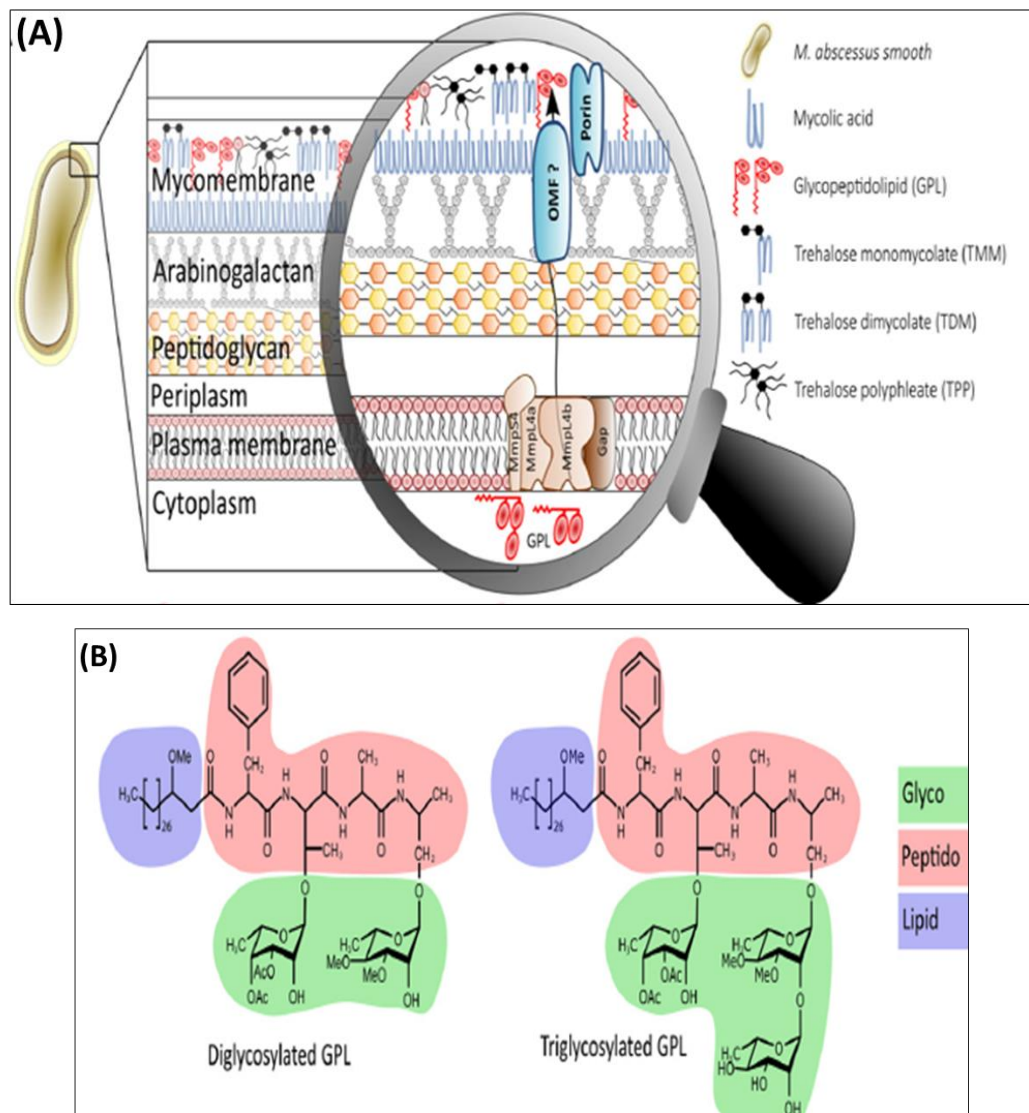 (A)
Mycomembrane
Arabinogalactan
Peptidoglycan
Periplasm
Plasma membrane
Cytoplasm
OMF ?
Porin
MmpS4
MmpL4a
MmpL4b
Gap
GPL
M. abscessus smooth
Mycolic acid
Glycopeptidolipid (GPL)
Trehalose monomycolate (TMM)
Trehalose dimycolate (TDM)
Trehalose polyphleate (TPP)
(B)
OMe
H₃C
26
O
N
H
CH₂
O
H
N
O
CH₃
O
N
H
CH₃
O
H
N
CH₃
CH₂
O
O
H₃C
O
AcO
OAc
OH
H₃C
O
MeO
MeO
OH
Diglycosylated GPL
OMe
H₃C
26
O
N
H
CH₂
O
H
N
O
CH₃
O
N
H
CH₃
O
H
N
CH₃
CH₂
O
O
H₃C
O
OAc
OAc
OH
H₃C
O
MeO
MeO
O
H₃C
O
HO
HO
OH
Triglycosylated GPL
Glyco
Peptido
Lipid